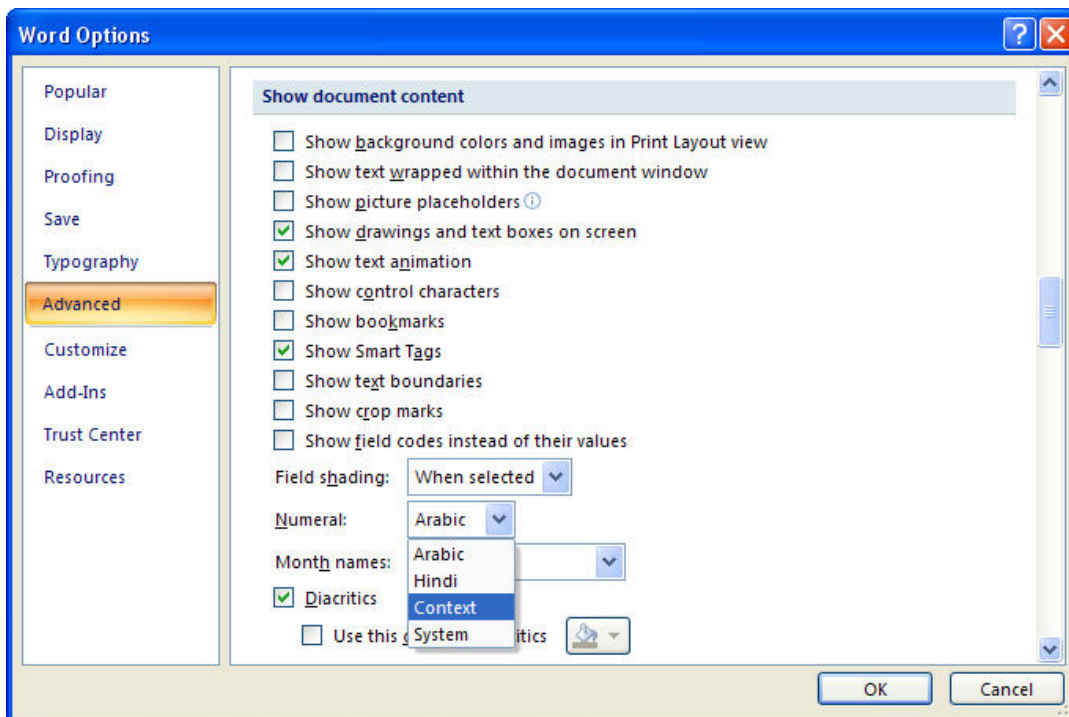 Word Options
Popular
Display
Proofing
Save
Typography
Advanced
Customize
Add-Ins
Trust Center
Resources
Show document content
Show background colors and images in Print Layout view
Show text wrapped within the document window
Show picture placeholders
Show drawings and text boxes on screen
Show text animation
Show control characters
Show bookmarks
Show Smart Tags
Show text boundaries
Show crop marks
Show field codes instead of their values
Field shading: When selected
Numeral: Arabic
Arabic
Month names:
Hindi
Diacritics
Context
Use this System
OK Cancel